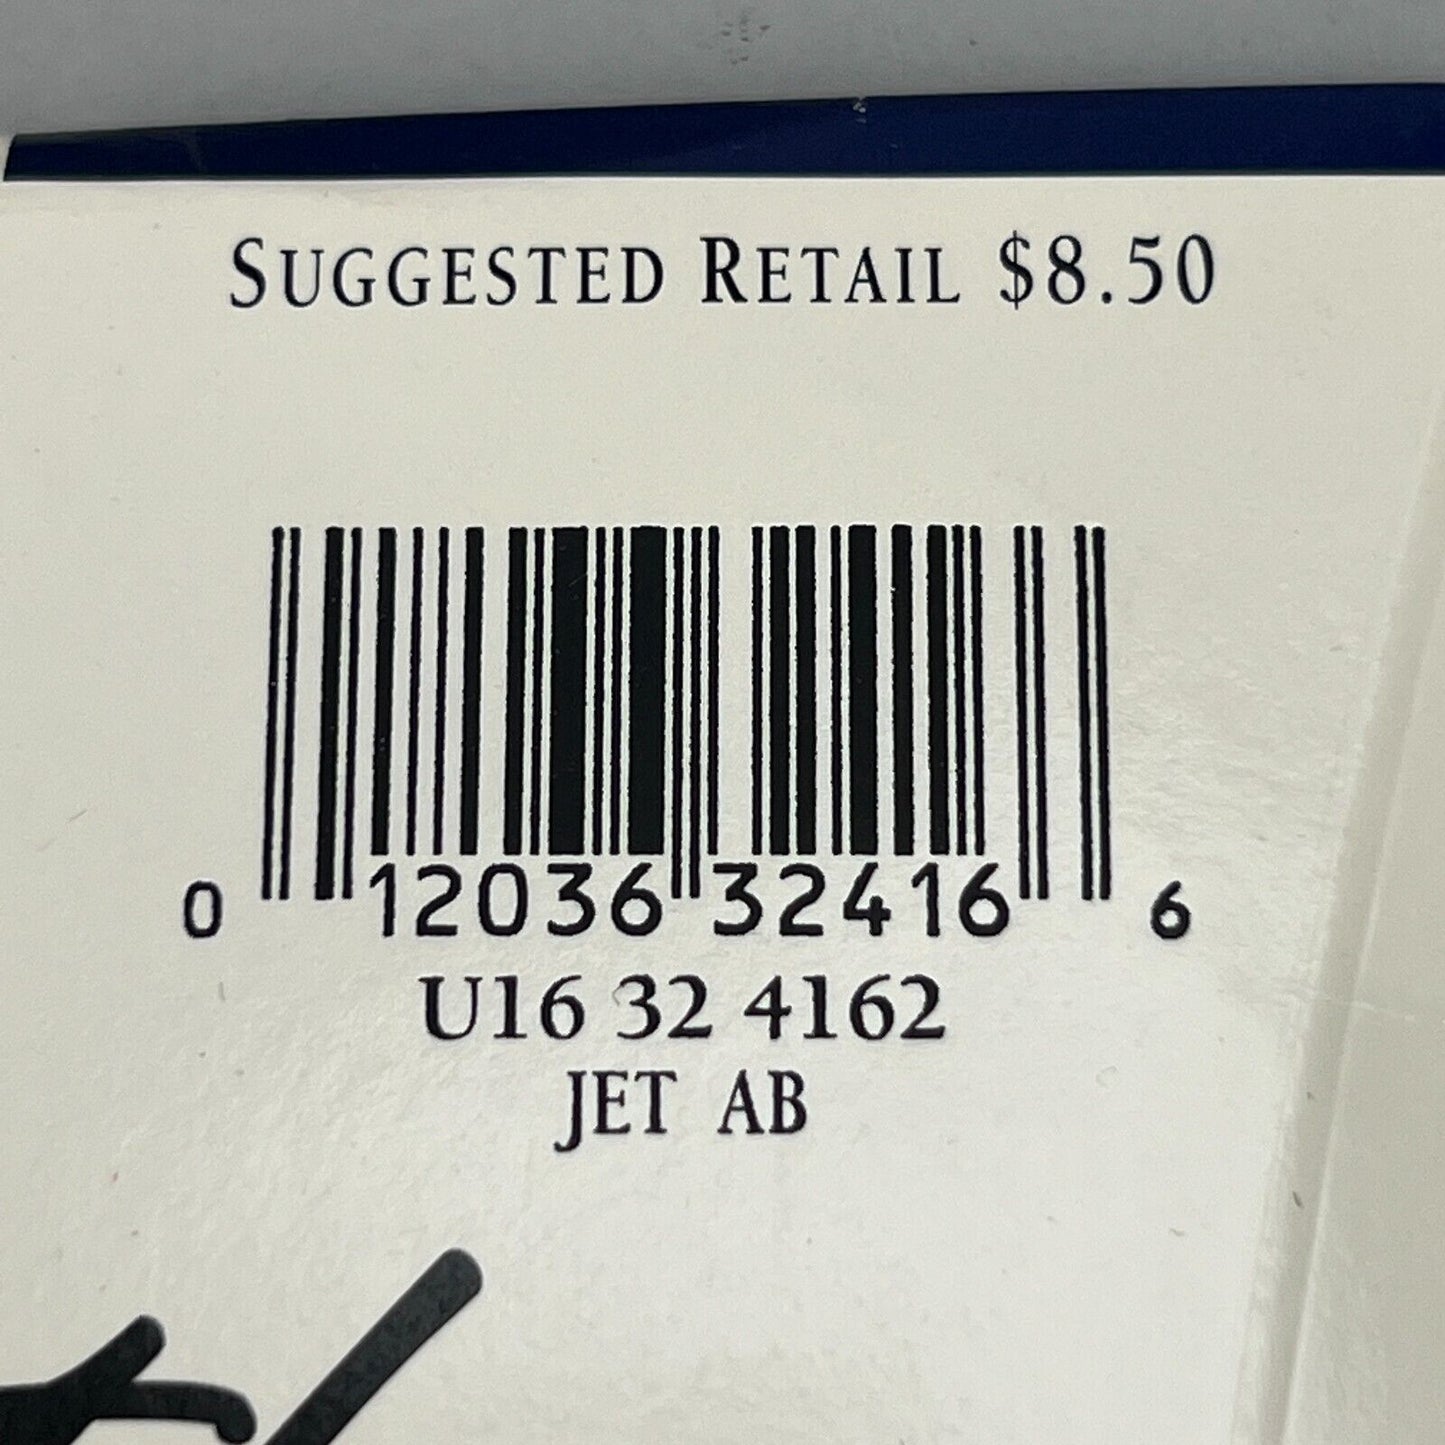 SUGGESTED RETAIL $8.50
0 12036 32416 6
U16 32 4162
JET AB